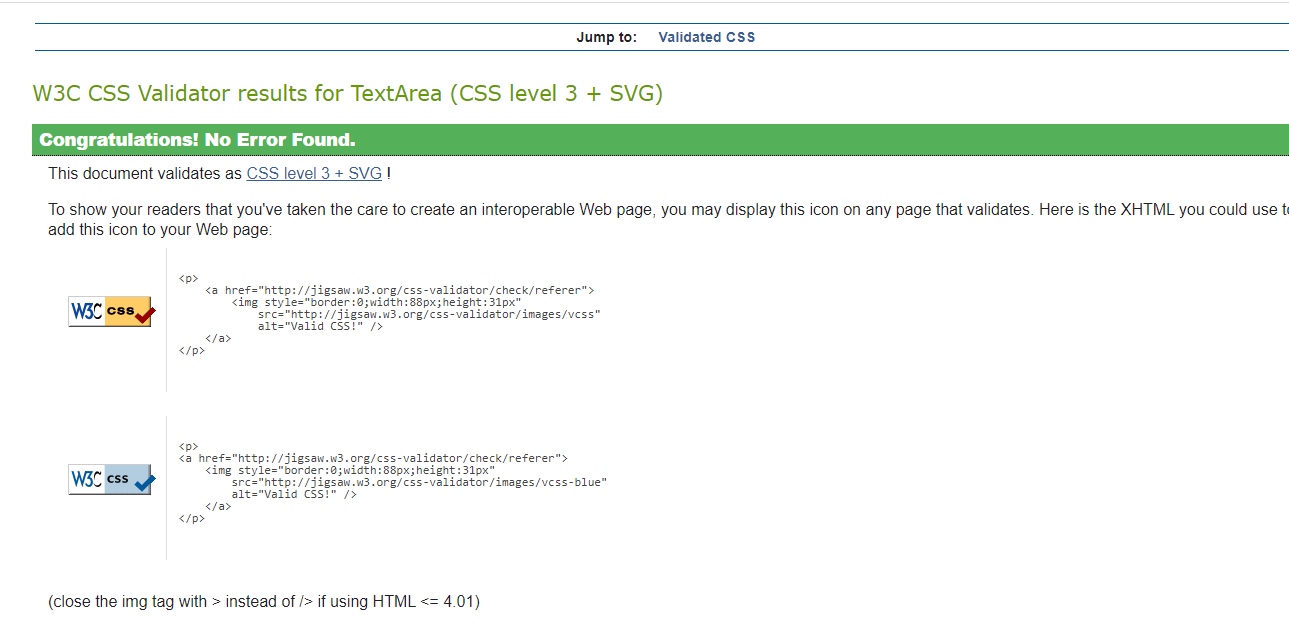 Jump to: Validated CSS
W3C CSS Validator results for TextArea (CSS level 3 + SVG)
Congratulations! No Error Found.
This document validates as CSS level 3 + SVG !
To show your readers that you've taken the care to create an interoperable Web page, you may display this icon on any page that validates. Here is the XHTML you could use
add this icon to your Web page:
W3C css
<p>
<a href="http://jigsaw.w3.org/css-validator/check/referer">
<img style="border:0;width:88px;height:31px"
src="http://jigsaw.w3.org/css-validator/images/vcss"
alt="Valid CSS!" />
</a>
</p>
W3C css
<p>
<a href="http://jigsaw.w3.org/css-validator/check/referer">
<img style="border:0;width:88px;height:31px"
src="http://jigsaw.w3.org/css-validator/images/vcss-blue"
alt="Valid CSS!" />
</a>
</p>
(close the img tag with > instead of /> if using HTML <= 4.01)